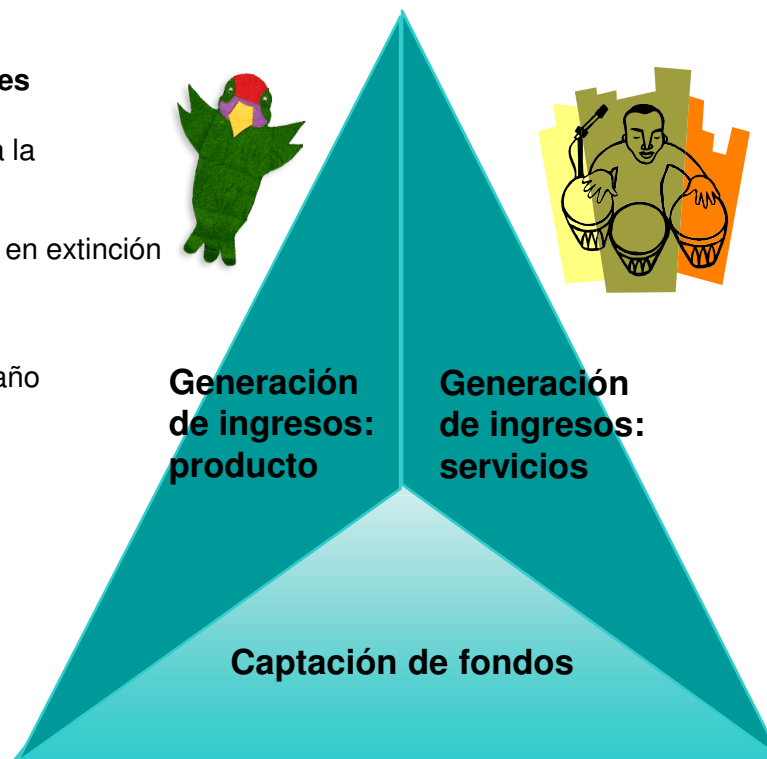 es
a la
en extinción
año
Generación
de ingresos:
producto
Generación
de ingresos:
servicios
Captación de fondos